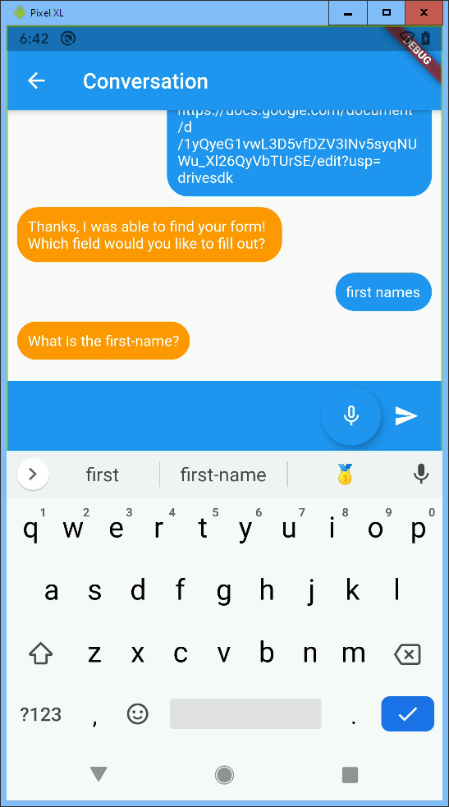 Pixel XL
6:42
DEBUG
Conversation
https://docs.google.com/document
/d
/1yQyeG1vwL3D5vfDZV3INv5syqNU
Wu_Xl26QyVbTUrSE/edit?usp=
drivesdk
Thanks, I was able to find your form!
Which field would you like to fill out?
first names
What is the first-name?
first first-name
1 2 3 4 5 6 7 8 9 0
q w e r t y u i o p
a s d f g h j k l
z x c v b n m
?123 , .